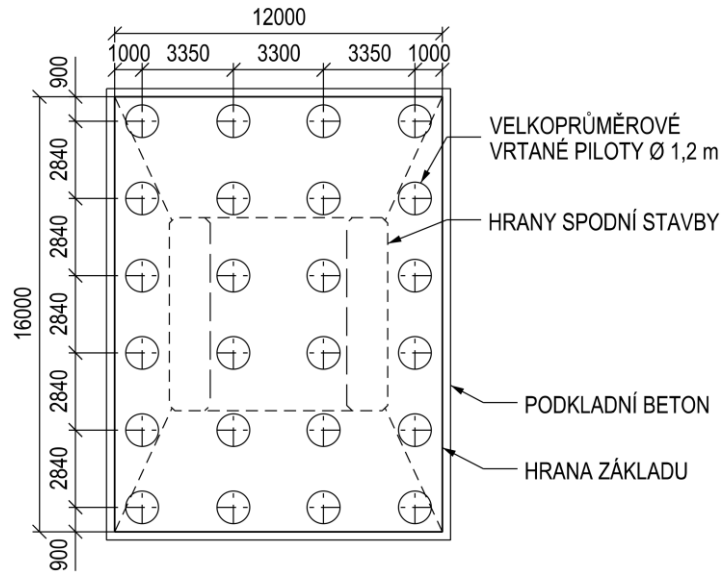 12000
1000 3350 3300 3350 1000
900
2840
2840
2840
2840
2840
900
16000
VELKOPRŮMĚROVÉ
VRTANÉ PILOTY Ø 1,2 m
HRANY SPODNÍ STAVBY
PODKLADNÍ BETON
HRANA ZÁKLADU